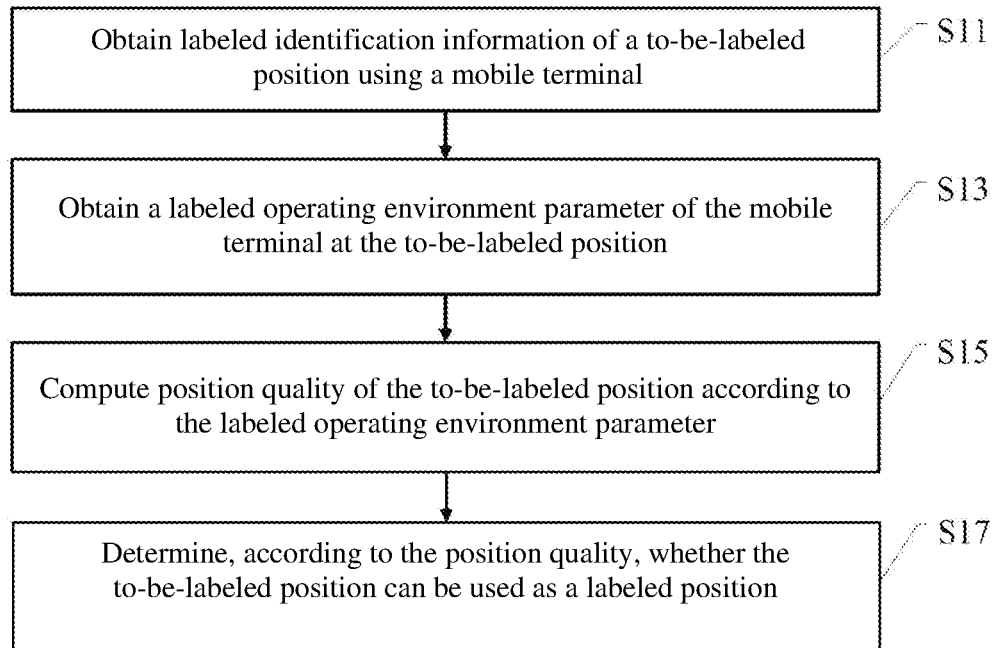 Obtain labeled identification information of a to-be-labeled
position using a mobile terminal
S11
Obtain a labeled operating environment parameter of the mobile
terminal at the to-be-labeled position
S13
Compute position quality of the to-be-labeled position according to
the labeled operating environment parameter
S15
Determine, according to the position quality, whether the
to-be-labeled position can be used as a labeled position
S17